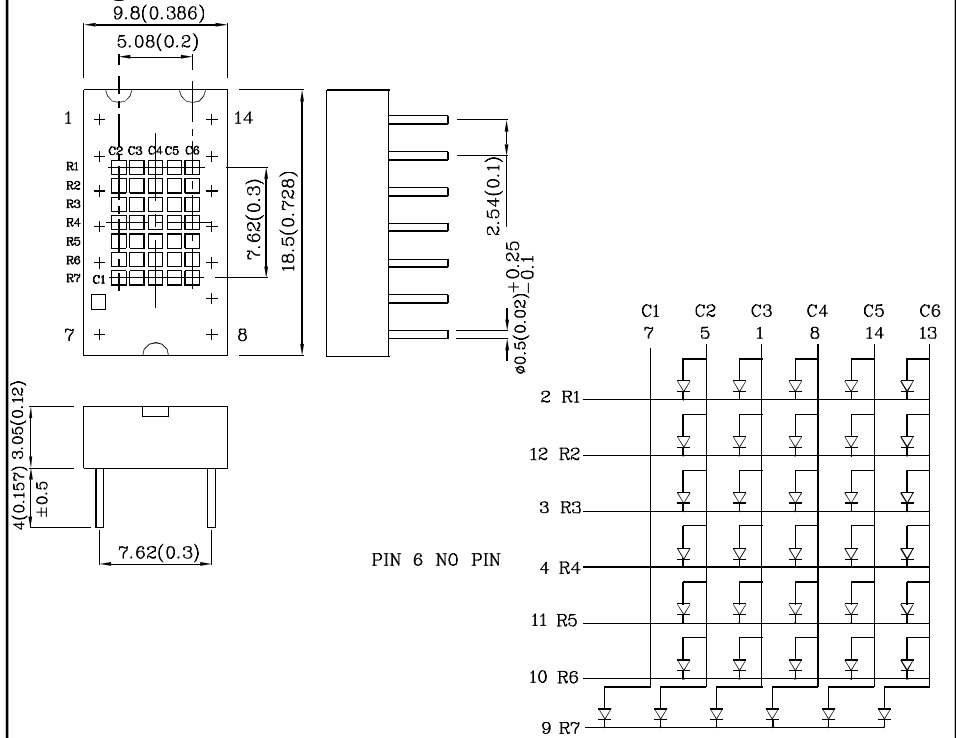 9.8(0.386)
5.08(0.2)
1
14
C2 C3 C4 C5 C6
R1
R2
R3
R4
R5
R6
R7
C1
7
8
7.62(0.3)
18.5(0.728)
2.54(0.1)
ø0.5(0.02)+0.25
−0.1
3.05(0.12)
4(0.157)
±0.5
7.62(0.3)
PIN 6 NO PIN
C1 C2 C3 C4 C5 C6
7 5 1 8 14 13
2 R1
12 R2
3 R3
4 R4
11 R5
10 R6
9 R7